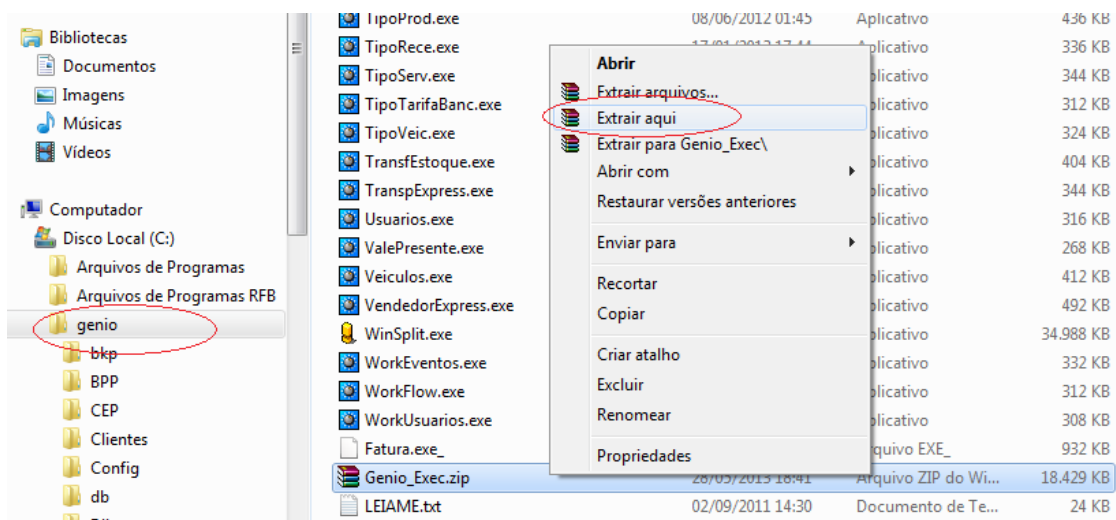 Bibliotecas
Documentos
Imagens
Músicas
Vídeos
Computador
Disco Local (C:)
Arquivos de Programas
Arquivos de Programas RFB
genio
bkp
BPP
CEP
Clientes
Config
db
TipoProd.exe 08/06/2012 01:45 Aplicativo 436 KB
TipoRece.exe 336 KB
TipoServ.exe 344 KB
TipoTarifaBanc.exe 312 KB
TipoVeic.exe 324 KB
TransfEstoque.exe 404 KB
TranspExpress.exe 344 KB
Usuarios.exe 316 KB
ValePresente.exe 268 KB
Veiculos.exe 412 KB
VendedorExpress.exe 492 KB
WinSplit.exe 34.988 KB
WorkEventos.exe 332 KB
WorkFlow.exe 312 KB
WorkUsuarios.exe 308 KB
Fatura.exe_ EXE_ 932 KB
Genio_Exec.zip 28/05/2013 18:41 Arquivo ZIP do Wi... 18.429 KB
LEIAME.txt 02/09/2011 14:30 Documento de Te... 24 KB
Abrir
Extrair arquivos...
Extrair aqui
Extrair para Genio_Exec\
Abrir com
Restaurar versões anteriores
Enviar para
Recortar
Copiar
Criar atalho
Excluir
Renomear
Propriedades